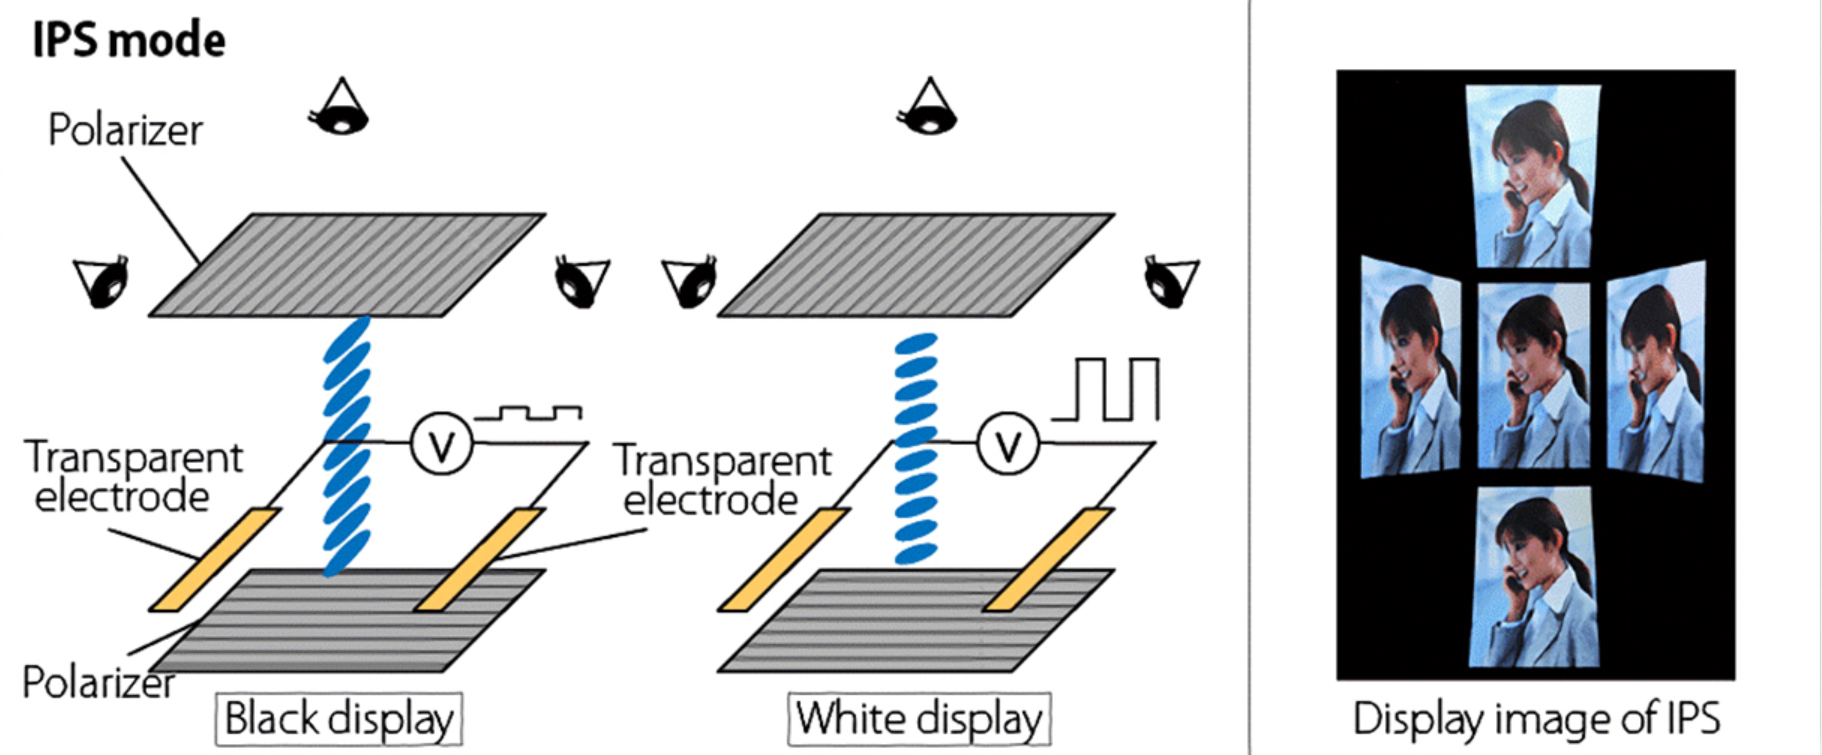 IPS mode
Polarizer
Transparent
electrode
V
Polarizer
Black display
Transparent
electrode
V
White display
Display image of IPS